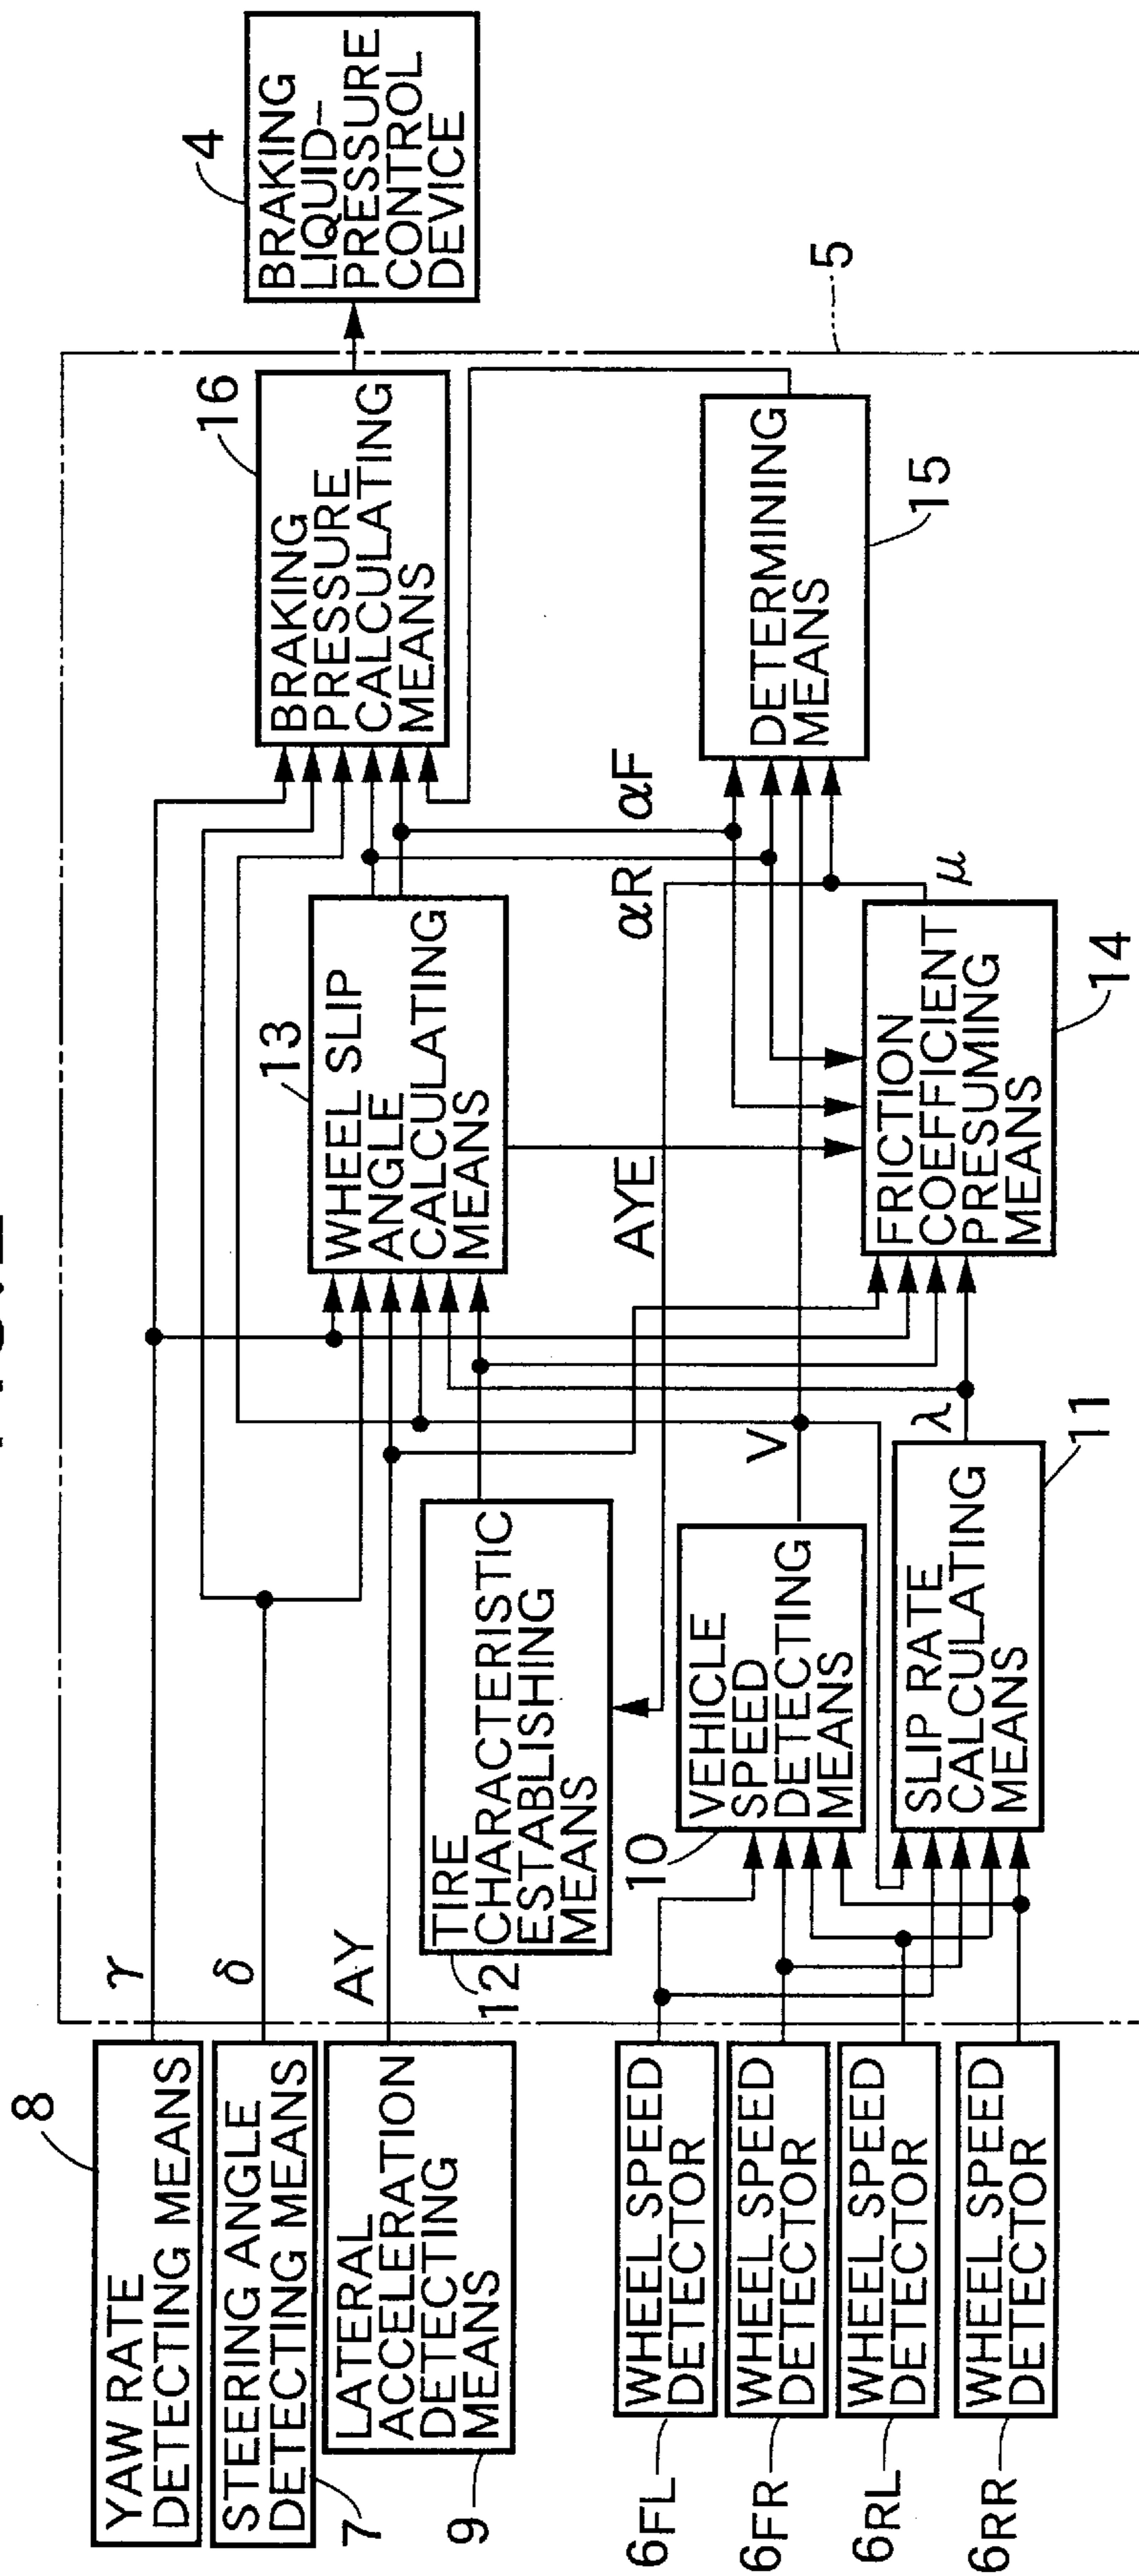 8
YAW RATE
DETECTING MEANS
γ
STEERING ANGLE
DETECTING MEANS
7
δ
LATERAL
ACCELERATION
DETECTING
MEANS
9
AY
6FL
WHEEL SPEED
DETECTOR
6FR
WHEEL SPEED
DETECTOR
6RL
WHEEL SPEED
DETECTOR
6RR
WHEEL SPEED
DETECTOR
TIRE
CHARACTERISTIC
ESTABLISHING
MEANS
12
10
VEHICLE
SPEED
DETECTING
MEANS
V
SLIP RATE
CALCULATING
MEANS
11
λ
13
WHEEL SLIP
ANGLE
CALCULATING
MEANS
AYE
FRICTION
COEFFICIENT
PRESUMING
MEANS
14
μ
αR
αF
16
BRAKING
PRESSURE
CALCULATING
MEANS
DETERMINING
MEANS
15
5
4
BRAKING
LIQUID-
PRESSURE
CONTROL
DEVICE